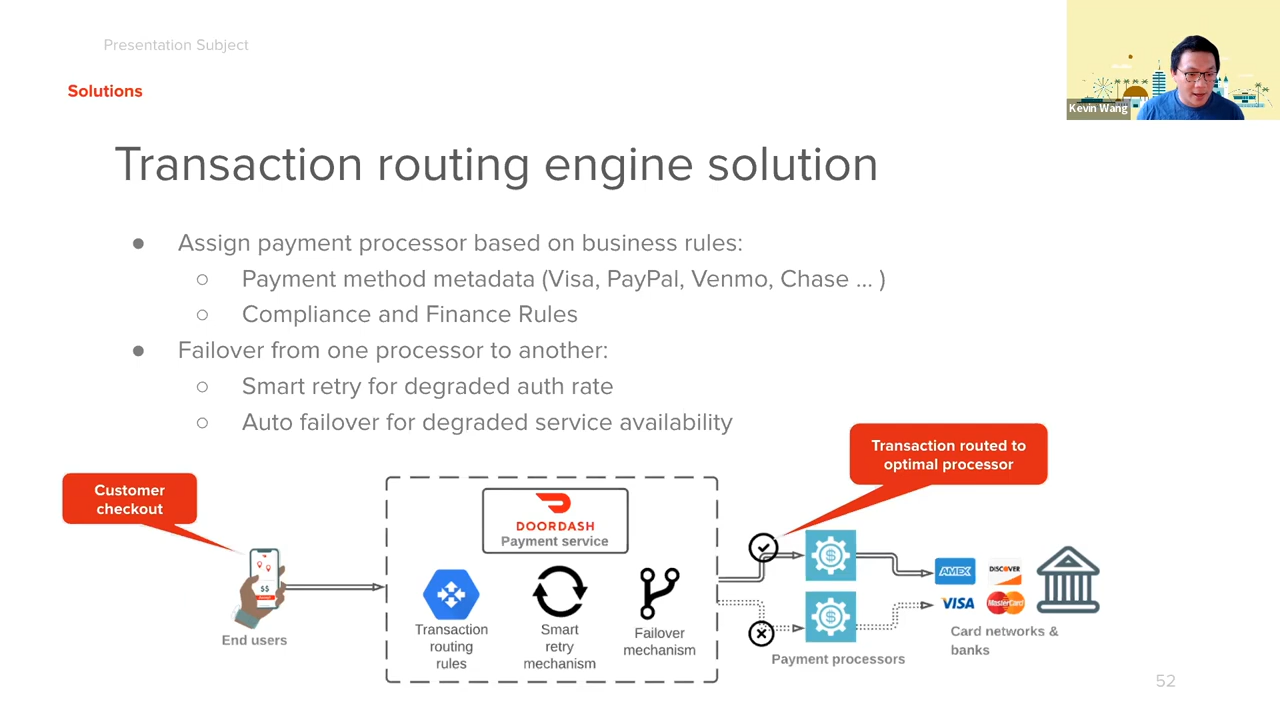 Presentation Subject
Kevin Wang
Solutions
Transaction routing engine solution
● Assign payment processor based on business rules:
○ Payment method metadata (Visa, PayPal, Venmo, Chase ... )
○ Compliance and Finance Rules
● Failover from one processor to another:
○ Smart retry for degraded auth rate
○ Auto failover for degraded service availability
Transaction routed to
optimal processor
Customer
checkout
DOORDASH
Payment service
$$
Transaction
routing
rules
Smart
retry
mechanism
Failover
mechanism
End users
$
$
Payment processors
AMEX
DISCOVER
VISA
MasterCard
Card networks &
banks
52